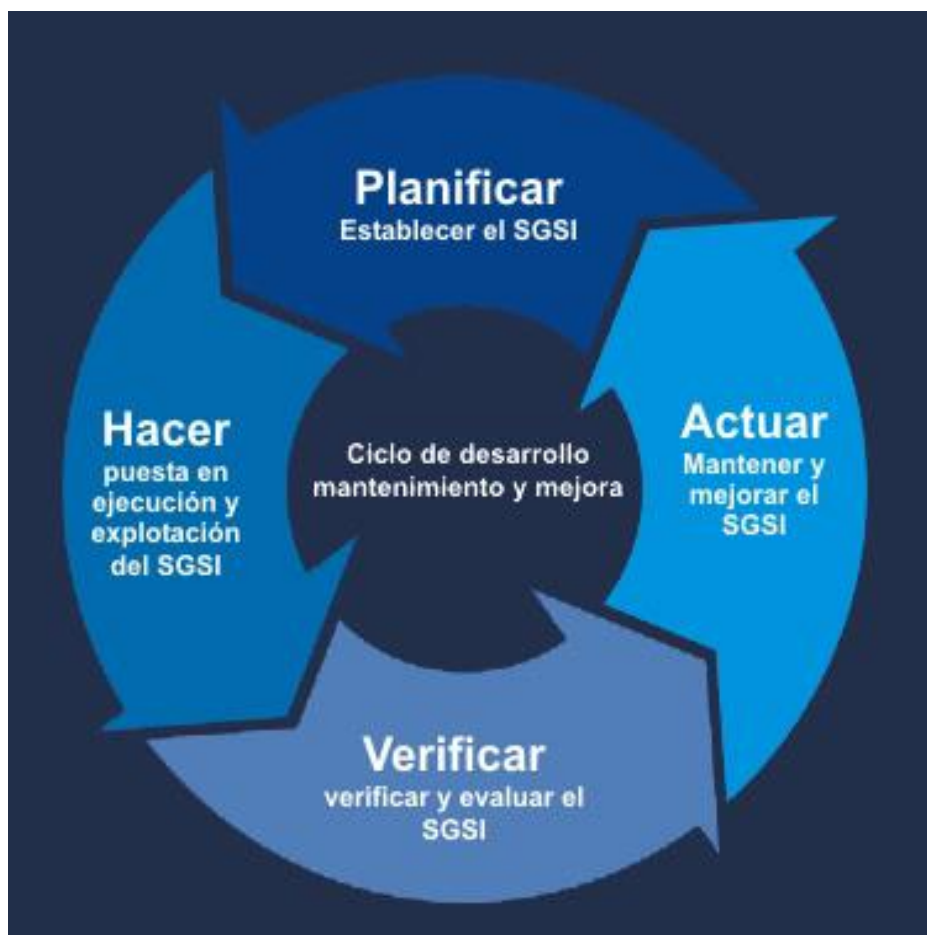 Planificar
Establecer el SGSI
Hacer
puesta en
ejecución y
explotación
del SGSI
Ciclo de desarrollo
mantenimiento y mejora
Actuar
Mantener y
mejorar el
SGSI
Verificar
verificar y evaluar el
SGSI